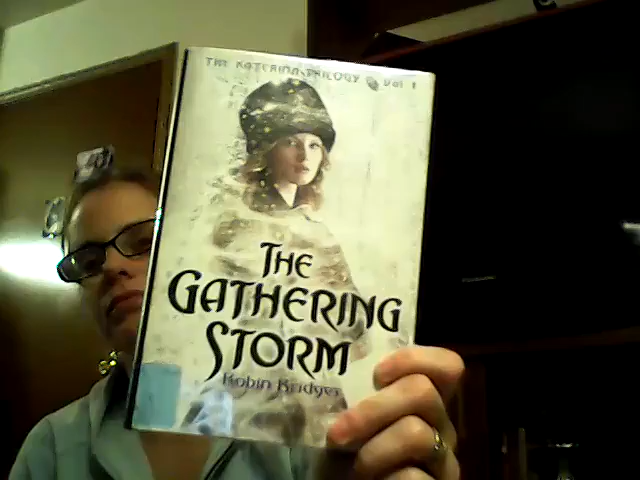 THE KATERINA TRILOGY VOL I
THE
GATHERING
STORM
Robin Bridges